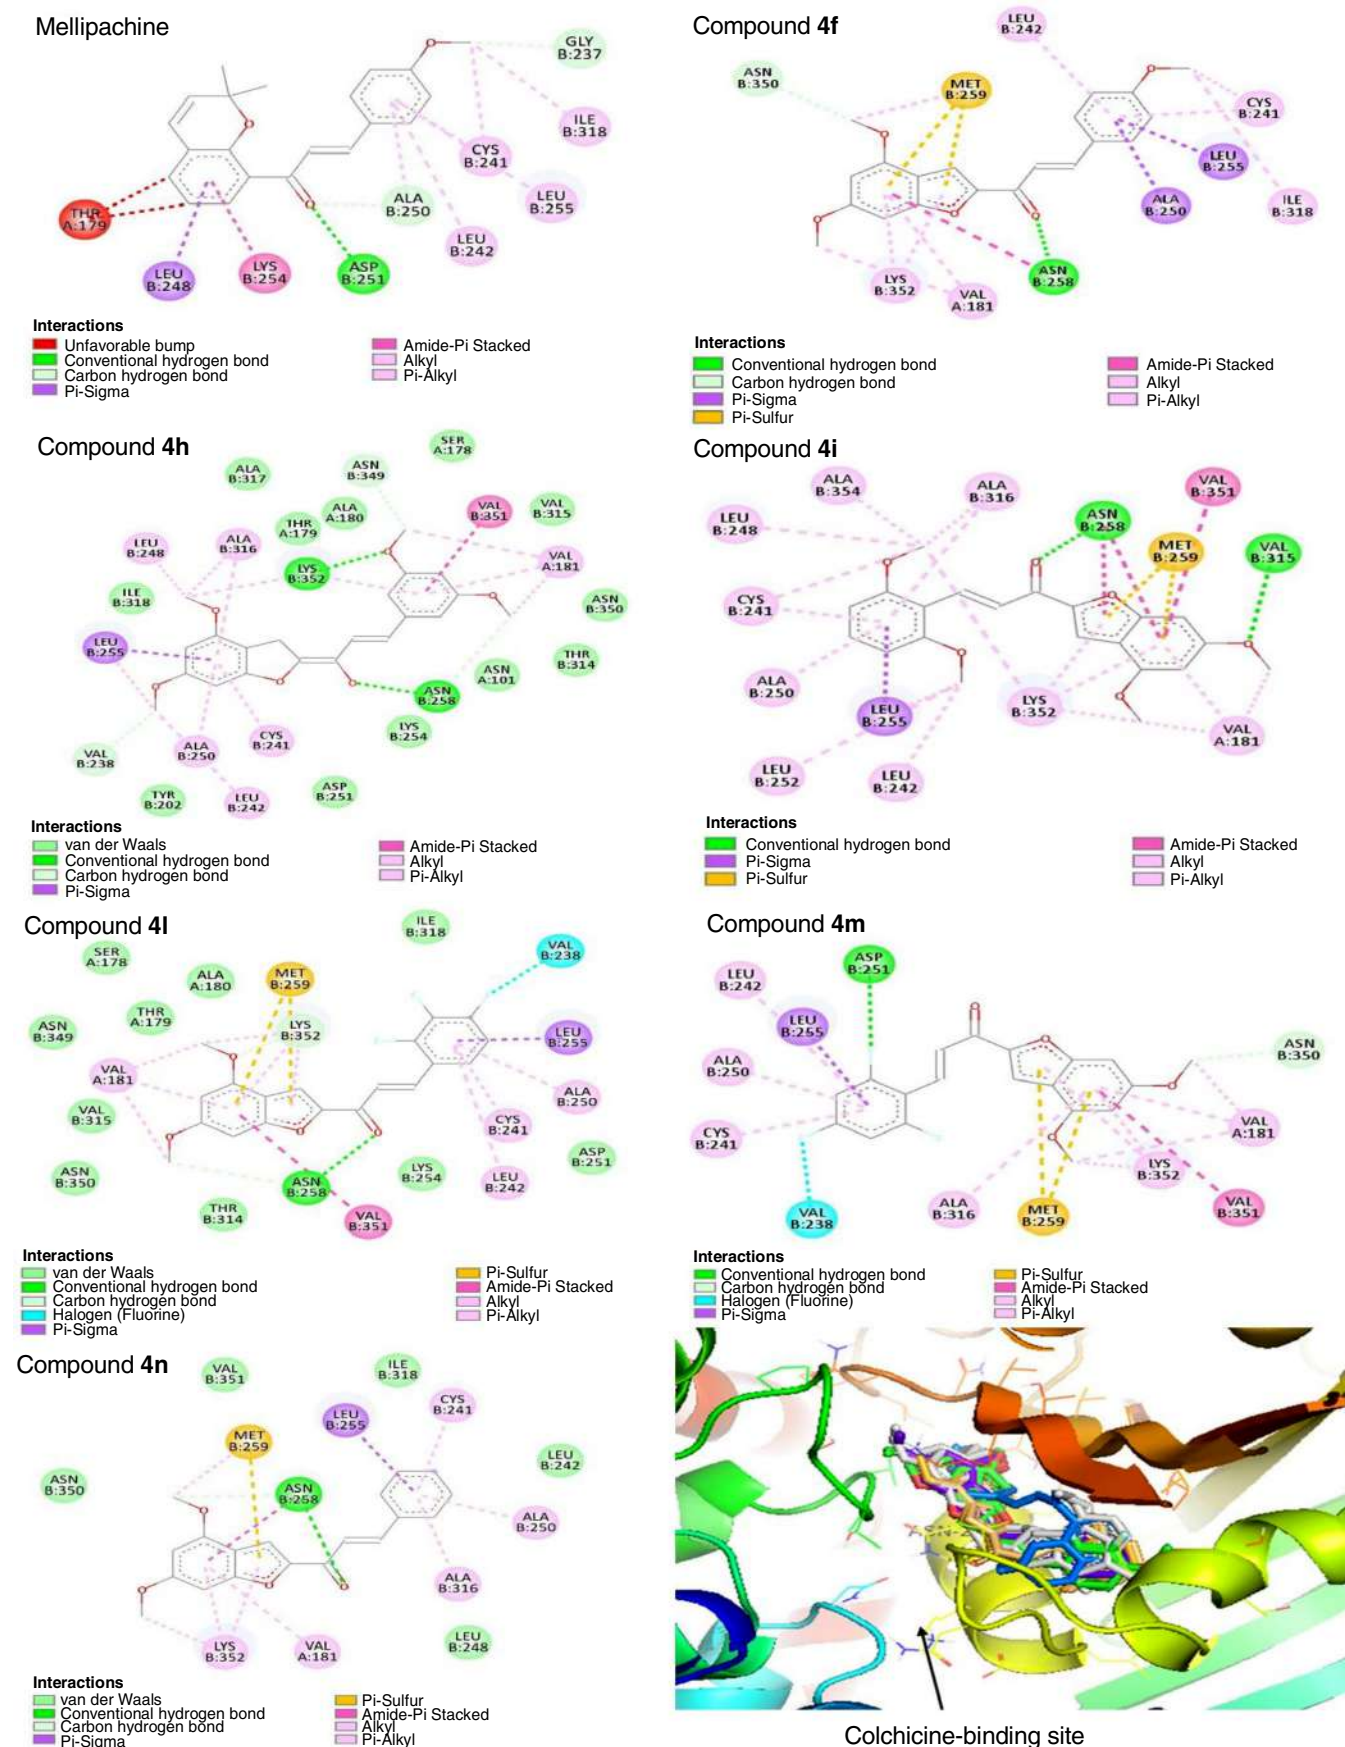 Mellipachine
GLY
B:237
ILE
B:318
CYS
B:241
LEU
B:255
ALA
B:250
LEU
B:242
THR
A:179
LEU
B:248
LYS
B:254
ASP
B:251
Interactions
Unfavorable bump
Conventional hydrogen bond
Carbon hydrogen bond
Pi-Sigma
Amide-Pi Stacked
Alkyl
Pi-Alkyl
Compound 4f
LEU
B:242
ASN
B:350
MET
B:259
CYS
B:241
LEU
B:255
ALA
B:250
ILE
B:318
LYS
B:352
VAL
B:181
ASN
B:258
Interactions
Conventional hydrogen bond
Carbon hydrogen bond
Pi-Sigma
Pi-Sulfur
Amide-Pi Stacked
Alkyl
Pi-Alkyl
Compound 4h
SER
A:178
ALA
B:317
ASN
B:349
THR
A:179
ALA
A:180
VAL
B:351
VAL
B:315
LEU
B:248
ALA
B:316
LYS
B:352
VAL
A:181
ILE
B:318
ASN
B:350
LEU
B:255
THR
B:314
ASN
A:101
ASN
B:258
LYS
B:254
VAL
B:238
ALA
B:250
CYS
B:241
TYR
B:202
LEU
B:242
ASP
B:251
Interactions
van der Waals
Conventional hydrogen bond
Carbon hydrogen bond
Pi-Sigma
Amide-Pi Stacked
Alkyl
Pi-Alkyl
Compound 4i
ALA
B:354
ALA
B:316
VAL
B:351
LEU
B:248
ASN
B:258
MET
B:259
VAL
B:315
CYS
B:241
ALA
B:250
LEU
B:255
LYS
B:352
VAL
A:181
LEU
B:252
LEU
B:242
Interactions
Conventional hydrogen bond
Pi-Sigma
Pi-Sulfur
Amide-Pi Stacked
Alkyl
Pi-Alkyl
Compound 4l
ILE
B:318
SER
A:178
ALA
A:180
MET
B:259
VAL
B:238
ASN
B:349
THR
A:179
LYS
B:352
LEU
B:255
VAL
A:181
ALA
B:250
VAL
B:315
CYS
B:241
ASP
B:251
ASN
B:350
ASN
B:258
LYS
B:254
LEU
B:242
THR
B:314
VAL
B:351
Interactions
van der Waals
Conventional hydrogen bond
Carbon hydrogen bond
Halogen (Fluorine)
Pi-Sigma
Pi-Sulfur
Amide-Pi Stacked
Alkyl
Pi-Alkyl
Compound 4m
ASP
B:251
LEU
B:242
LEU
B:255
ASN
B:350
ALA
B:250
CYS
B:241
VAL
A:181
LYS
B:352
VAL
B:238
ALA
B:316
MET
B:259
VAL
B:351
Interactions
Conventional hydrogen bond
Carbon hydrogen bond
Halogen (Fluorine)
Pi-Sigma
Pi-Sulfur
Amide-Pi Stacked
Alkyl
Pi-Alkyl
Compound 4n
VAL
B:351
ILE
B:318
CYS
B:241
LEU
B:255
MET
B:259
LEU
B:242
ASN
B:350
ASN
B:258
ALA
B:250
ALA
B:316
LEU
B:248
LYS
B:352
VAL
A:181
Interactions
van der Waals
Conventional hydrogen bond
Carbon hydrogen bond
Pi-Sigma
Pi-Sulfur
Amide-Pi Stacked
Alkyl
Pi-Alkyl
Colchicine-binding site